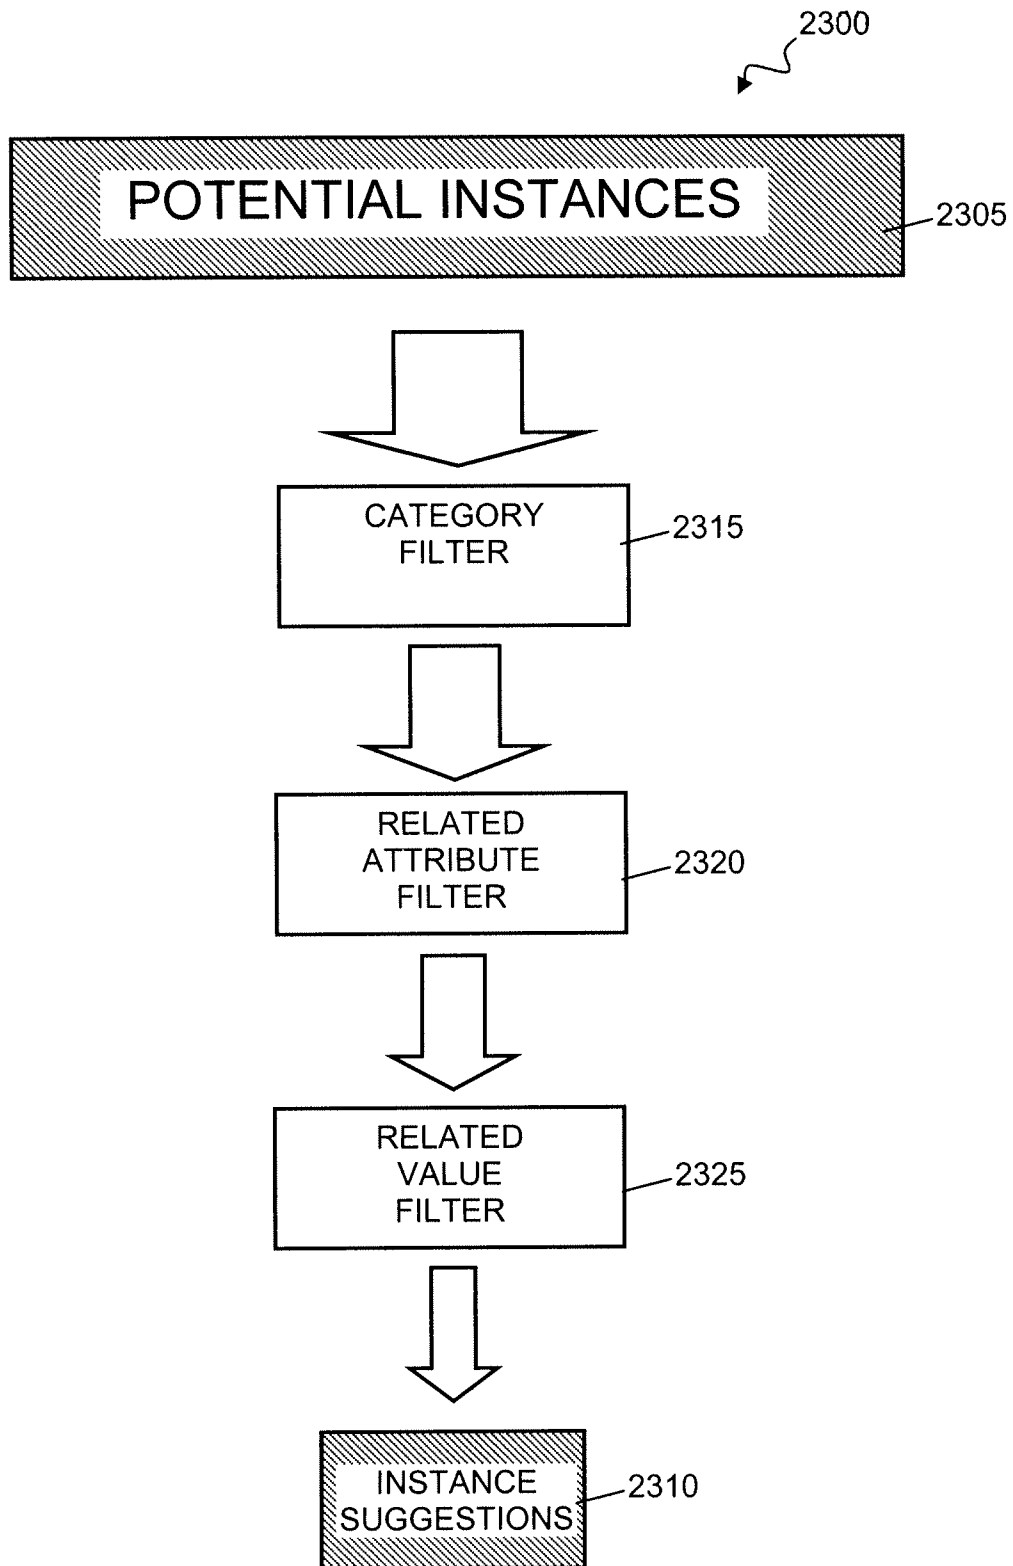 2300
POTENTIAL INSTANCES
2305
CATEGORY
FILTER
2315
RELATED
ATTRIBUTE
FILTER
2320
RELATED
VALUE
FILTER
2325
INSTANCE
SUGGESTIONS
2310